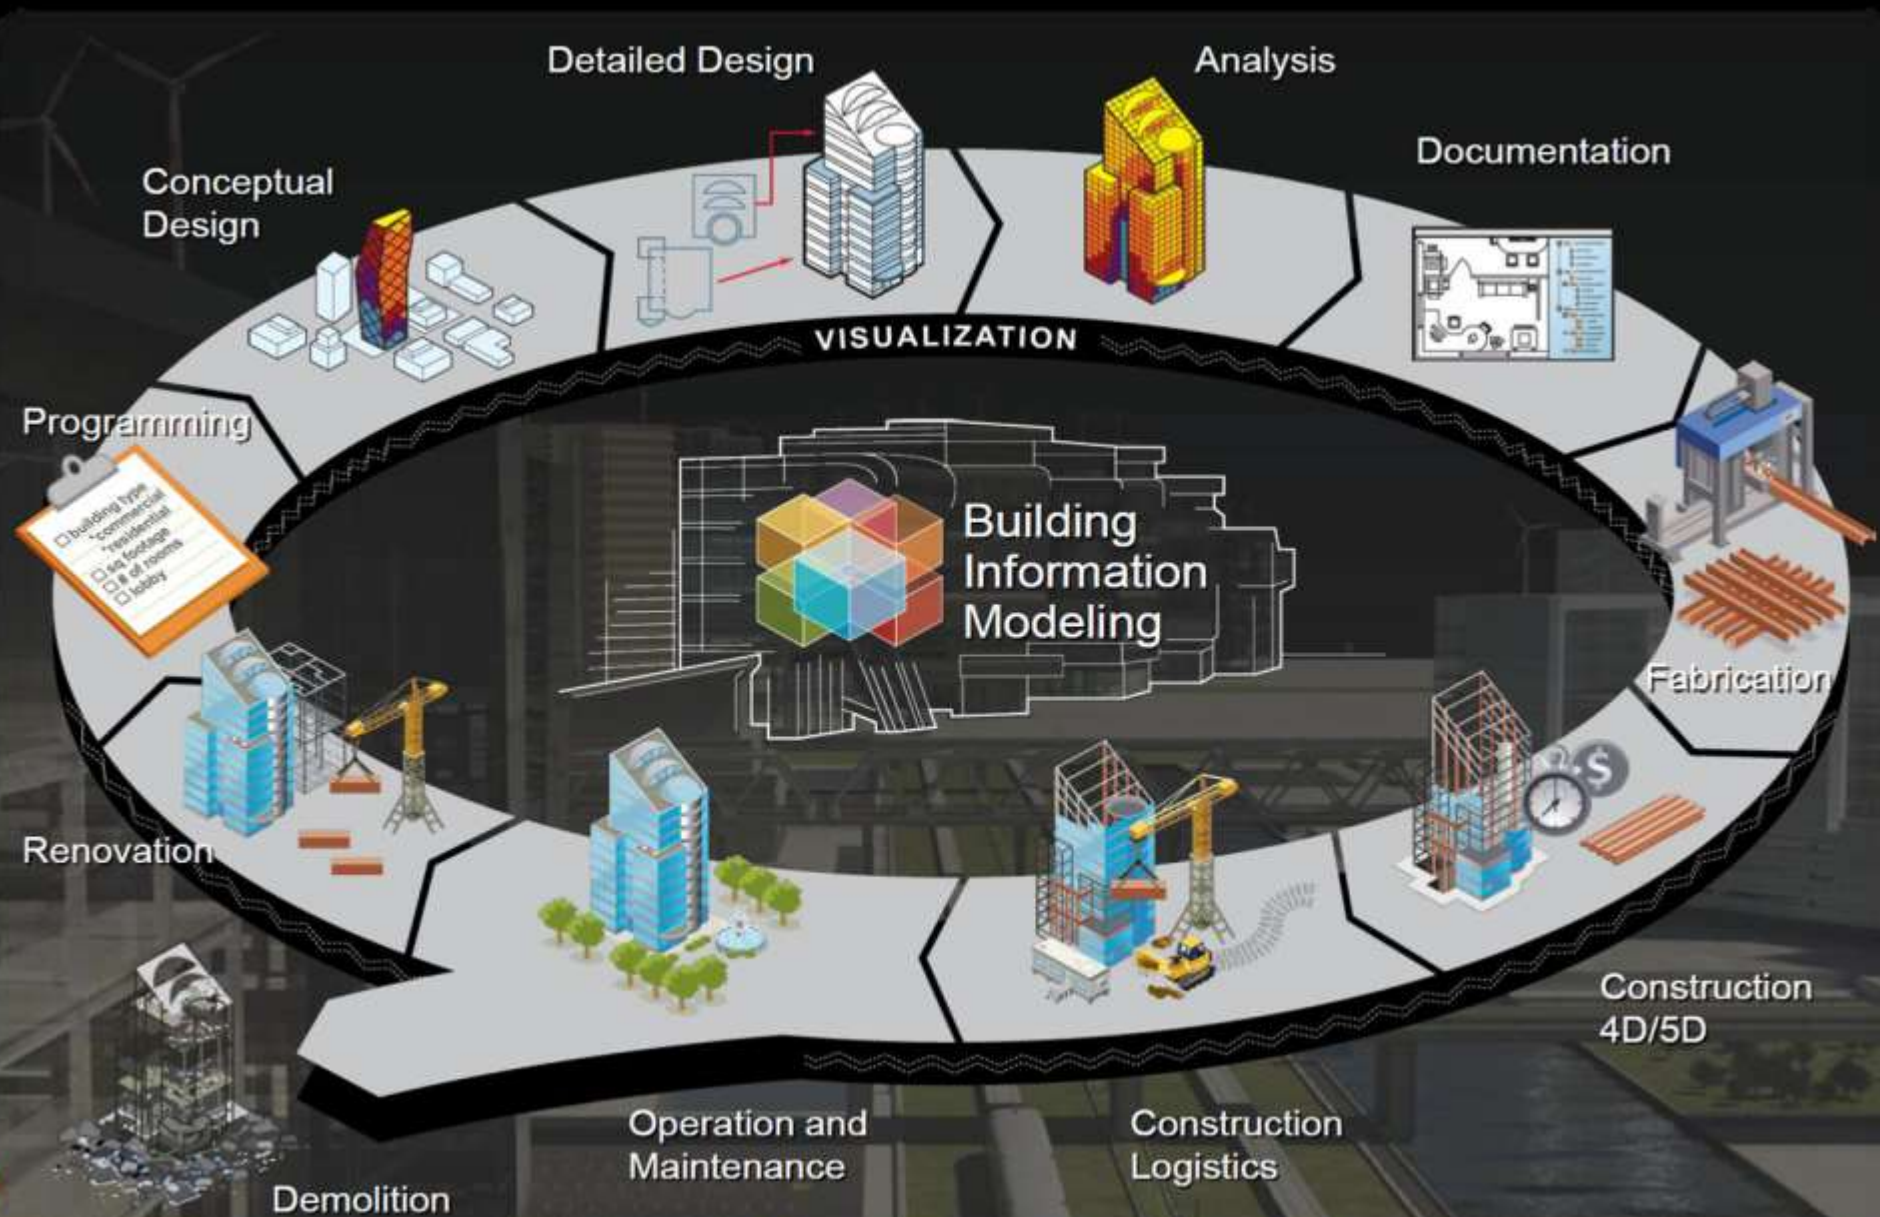 Detailed Design
Analysis
Documentation
Conceptual
Design
VISUALIZATION
Programming
building type
*commercial
*residential
sq footage
# of rooms
lobby
Building
Information
Modeling
Fabrication
$
Renovation
Construction
4D/5D
Operation and
Maintenance
Construction
Logistics
Demolition